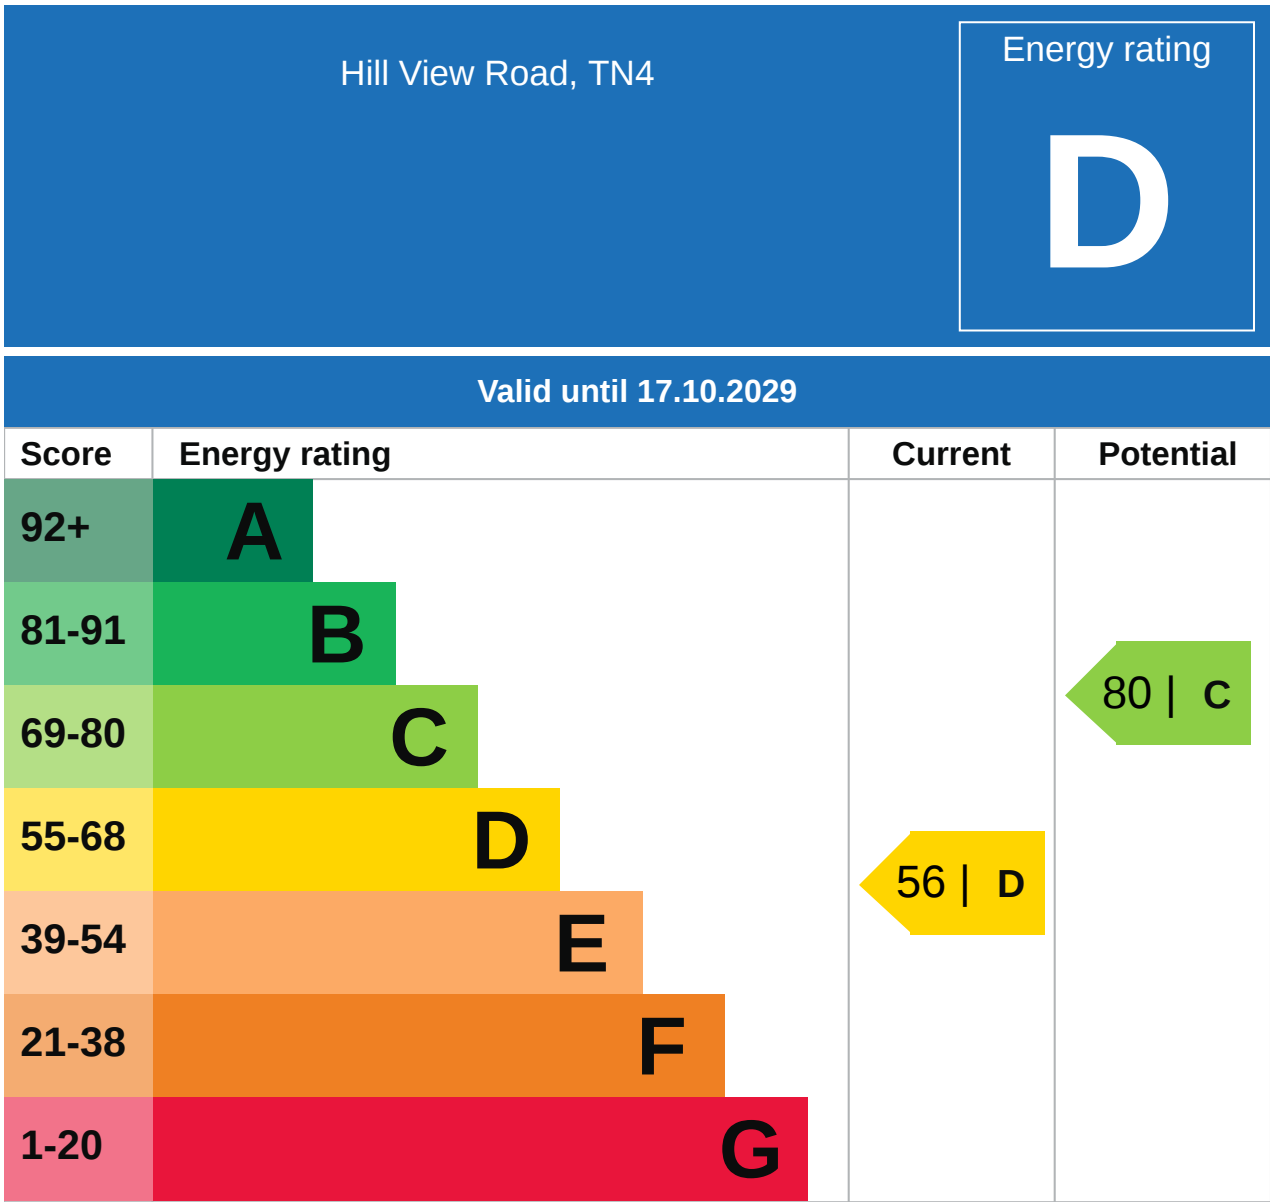 Hill View Road, TN4
Energy rating
D
Valid until 17.10.2029
Score Energy rating Current Potential
92+ A
81-91 B
80 | C
69-80 C
55-68 D
56 | D
39-54 E
21-38 F
1-20 G